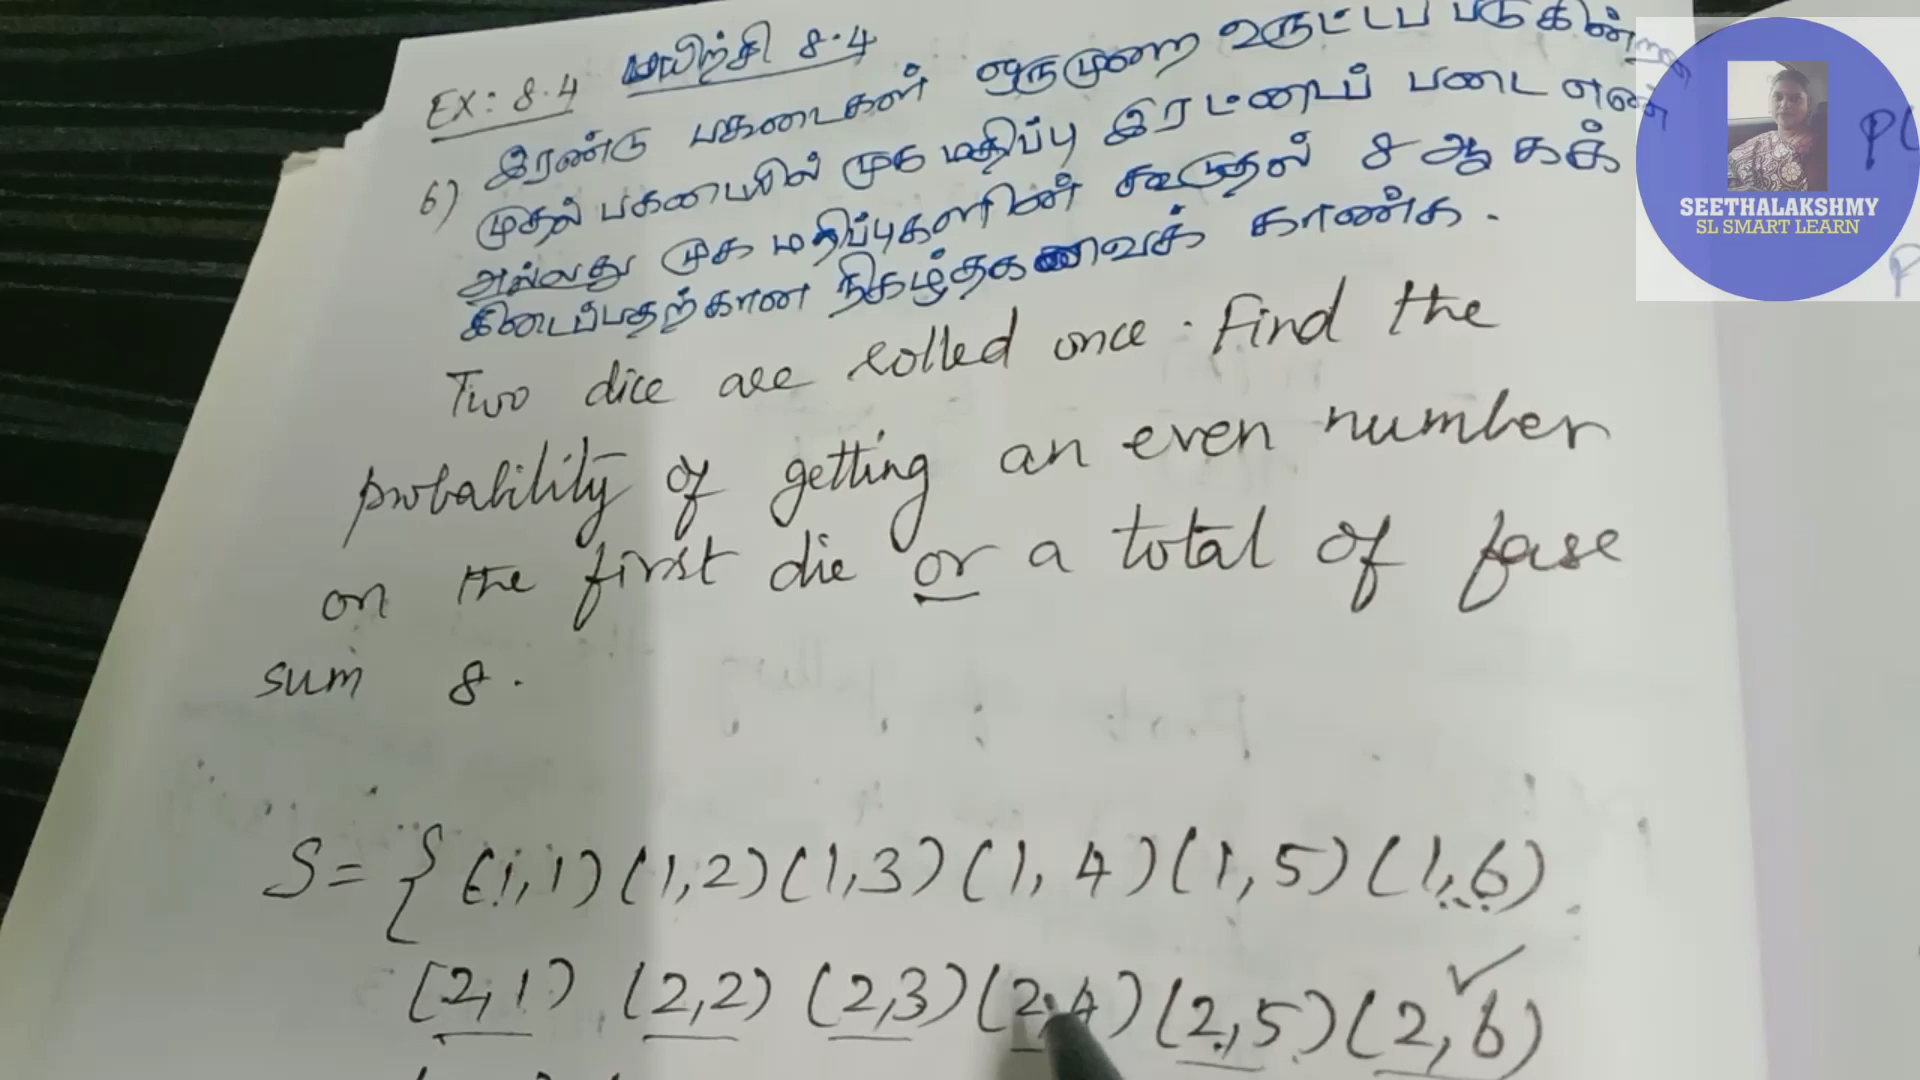 EX: 8.4 பயிற்சி 8.4
6) இரண்டு பகடைகள் ஒருமுறை உருட்டப் படுகின்றன
முதல் பகடையில் முக மதிப்பு இரட்டைப் படை எண்
அல்லது முக மதிப்புகளின் கூடுதல் 8 ஆகக்
கிடைப்பதற்கான நிகழ்தகவைக் காண்க.
Two dice are rolled once. Find the
probability of getting an even number
on the first die or a total of fase
sum 8.
S = { (1,1) (1,2) (1,3) (1,4) (1,5) (1,6)
(2,1) (2,2) (2,3) (2,4) (2,5) (2,6)
SEETHALAKSHMY
SL SMART LEARN
P(
P